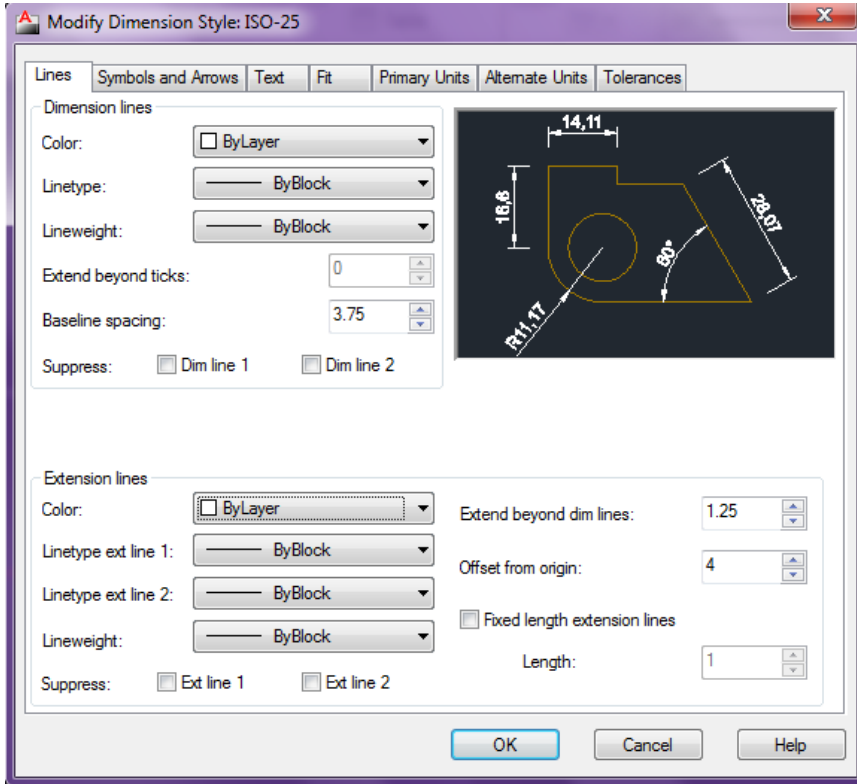 Modify Dimension Style: ISO-25
Lines Symbols and Arrows Text Fit Primary Units Alternate Units Tolerances
Dimension lines
Color: ByLayer
Linetype: ByBlock
Lineweight: ByBlock
Extend beyond ticks: 0
Baseline spacing: 3.75
Suppress: Dim line 1 Dim line 2
14,11
16,6
28,07
60°
R11,17
Extension lines
Color: ByLayer
Linetype ext line 1: ByBlock
Linetype ext line 2: ByBlock
Lineweight: ByBlock
Suppress: Ext line 1 Ext line 2
Extend beyond dim lines: 1.25
Offset from origin: 4
Fixed length extension lines
Length: 1
OK Cancel Help